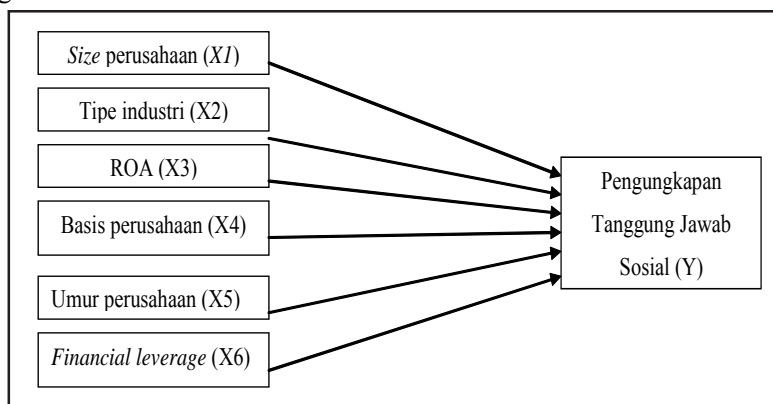 Size perusahaan (X1)
Tipe industri (X2)
ROA (X3)
Basis perusahaan (X4)
Umur perusahaan (X5)
Financial leverage (X6)
Pengungkapan
Tanggung Jawab
Sosial (Y)